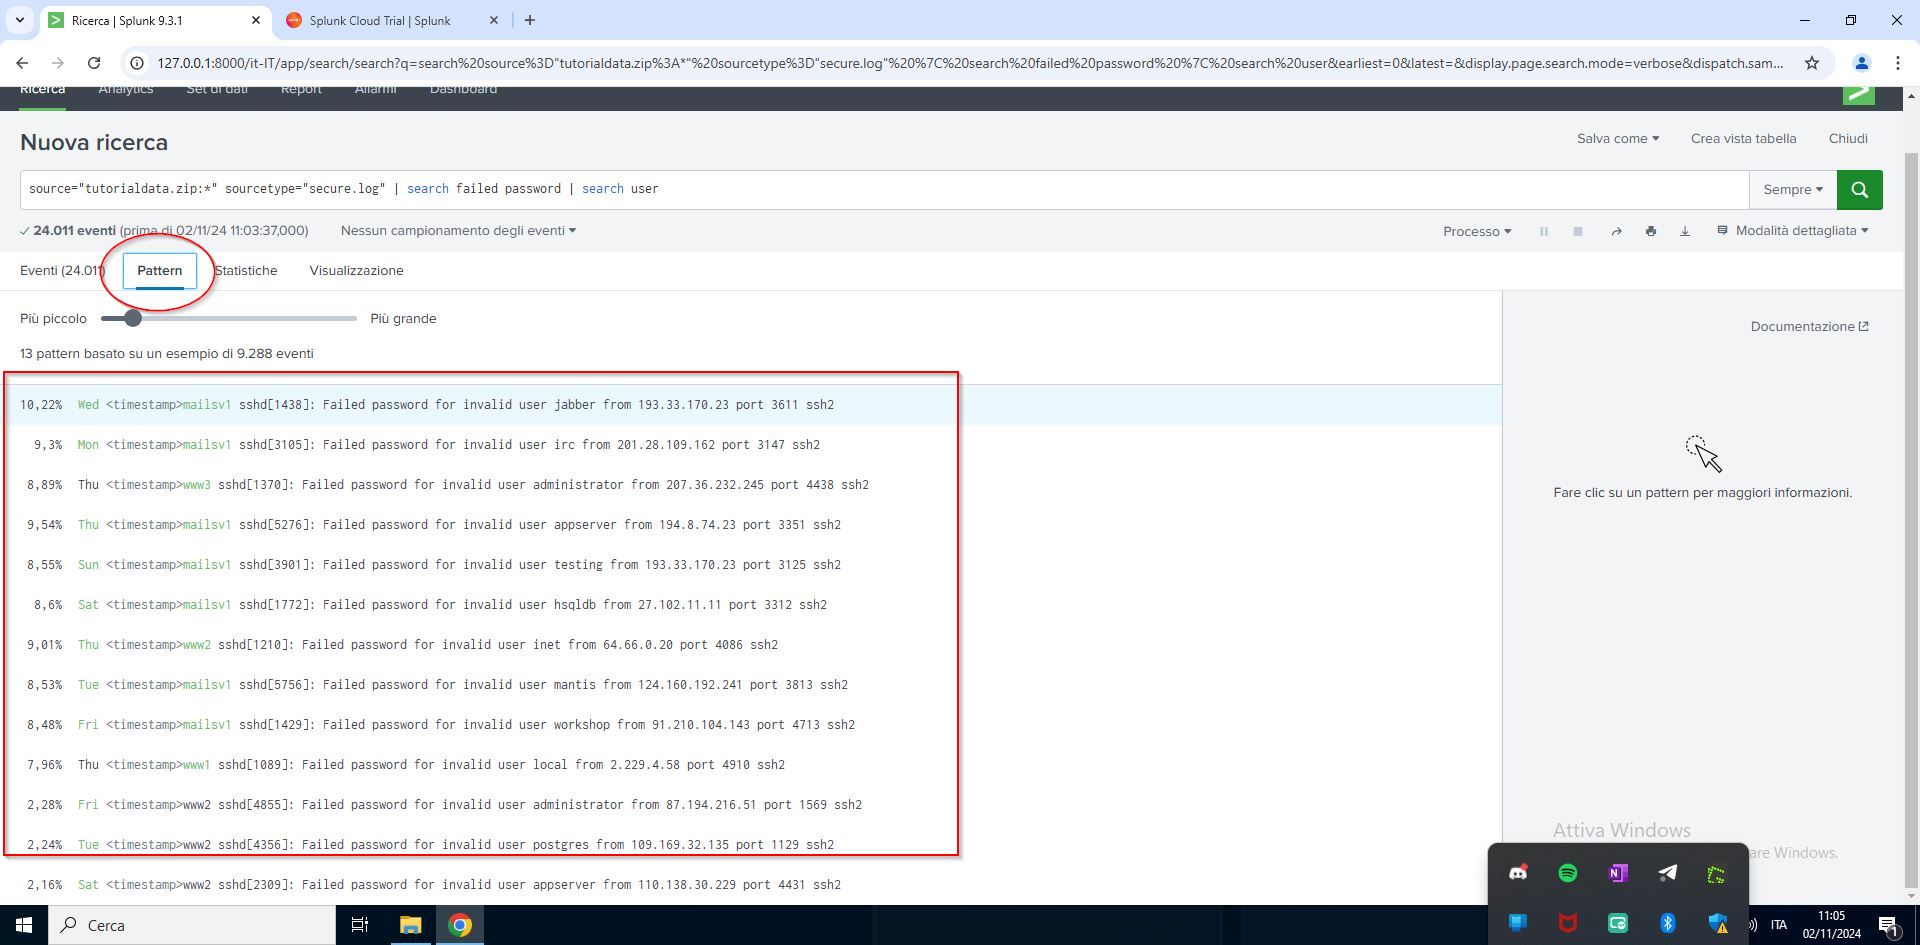 Ricerca | Splunk 9.3.1
Splunk Cloud Trial | Splunk
127.0.0.1:8000/it-IT/app/search/search?q=search%20source%3D"tutorialdata.zip%3A*"%20sourcetype%3D"secure.log"%20%7C%20search%20failed%20password%20%7C%20search%20user&earliest=0&latest=&display.page.search.mode=verbose&dispatch.sam...
Ricerca Analytics Set di dati Report Allarmi Dashboard
Nuova ricerca
Salva come Crea vista tabella Chiudi
source="tutorialdata.zip:*" sourcetype="secure.log" | search failed password | search user
Sempre
24.011 eventi (prima di 02/11/24 11:03:37,000) Nessun campionamento degli eventi
Processo Modalità dettagliata
Eventi (24.011) Pattern Statistiche Visualizzazione
Più piccolo Più grande
Documentazione
13 pattern basato su un esempio di 9.288 eventi
10,22% Wed <timestamp>mailsv1 sshd[1438]: Failed password for invalid user jabber from 193.33.170.23 port 3611 ssh2
9,3% Mon <timestamp>mailsv1 sshd[3105]: Failed password for invalid user irc from 201.28.109.162 port 3147 ssh2
8,89% Thu <timestamp>www3 sshd[1370]: Failed password for invalid user administrator from 207.36.232.245 port 4438 ssh2
9,54% Thu <timestamp>mailsv1 sshd[5276]: Failed password for invalid user appserver from 194.8.74.23 port 3351 ssh2
8,55% Sun <timestamp>mailsv1 sshd[3901]: Failed password for invalid user testing from 193.33.170.23 port 3125 ssh2
8,6% Sat <timestamp>mailsv1 sshd[1772]: Failed password for invalid user hsqldb from 27.102.11.11 port 3312 ssh2
9,01% Thu <timestamp>www2 sshd[1210]: Failed password for invalid user inet from 64.66.0.20 port 4086 ssh2
8,53% Tue <timestamp>mailsv1 sshd[5756]: Failed password for invalid user mantis from 124.160.192.241 port 3813 ssh2
8,48% Fri <timestamp>mailsv1 sshd[1429]: Failed password for invalid user workshop from 91.210.104.143 port 4713 ssh2
7,96% Thu <timestamp>www1 sshd[1089]: Failed password for invalid user local from 2.229.4.58 port 4910 ssh2
2,28% Fri <timestamp>www2 sshd[4855]: Failed password for invalid user administrator from 87.194.216.51 port 1569 ssh2
2,24% Tue <timestamp>www2 sshd[4356]: Failed password for invalid user postgres from 109.169.32.135 port 1129 ssh2
2,16% Sat <timestamp>www2 sshd[2309]: Failed password for invalid user appserver from 110.138.30.229 port 4431 ssh2
Fare clic su un pattern per maggiori informazioni.
Attiva Windows
are Windows.
Cerca
ITA
11:05
02/11/2024
1